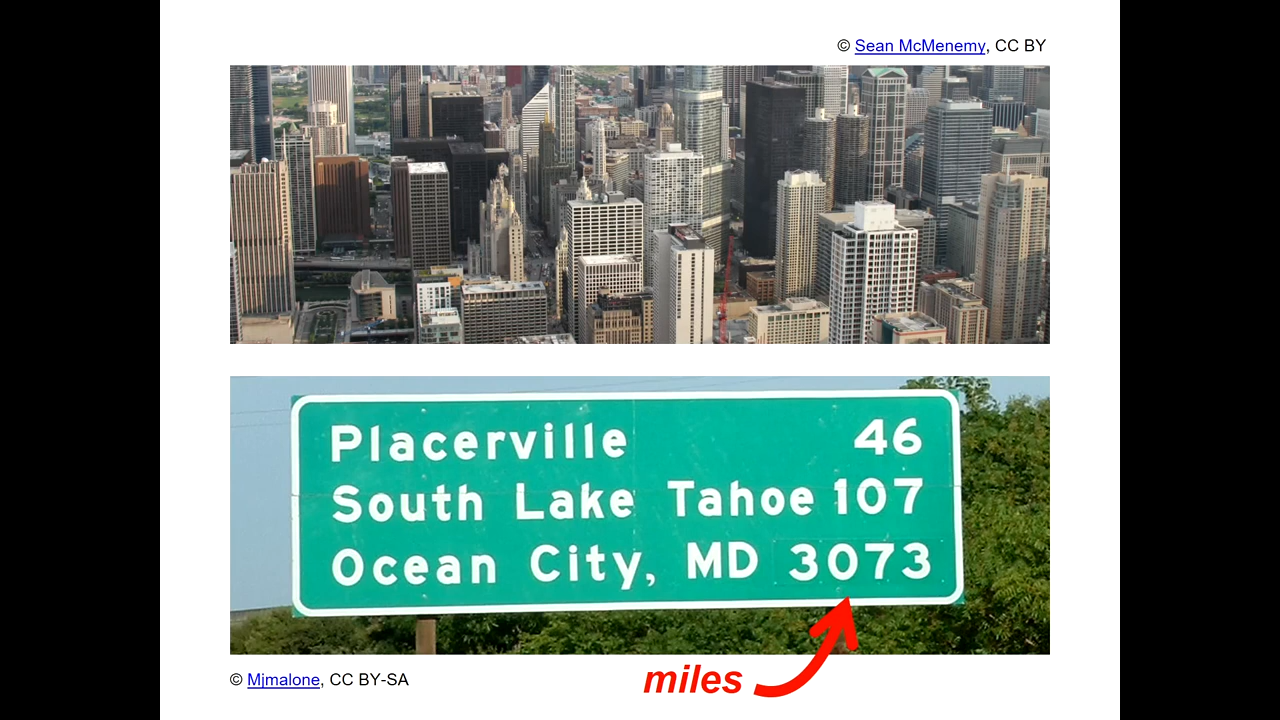 © Sean McMenemy, CC BY
Placerville 46
South Lake Tahoe 107
Ocean City, MD 3073
miles
© Mjmalone, CC BY-SA